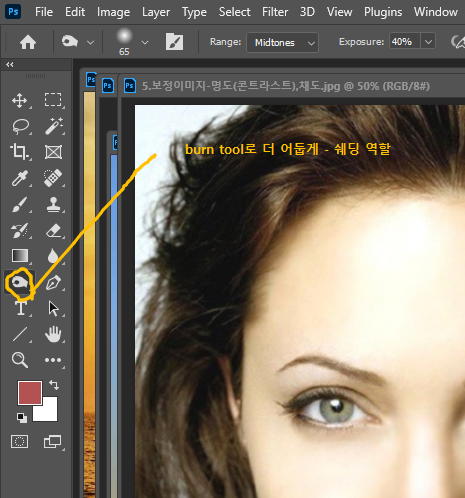 Ps File Edit Image Layer Type Select Filter 3D View Plugins Window
65 Range: Midtones Exposure: 40%
Ps 5.보정이미지-명도(콘트라스트),채도.jpg @ 50% (RGB/8#)
burn tool로 더 어둡게 - 쉐딩 역할